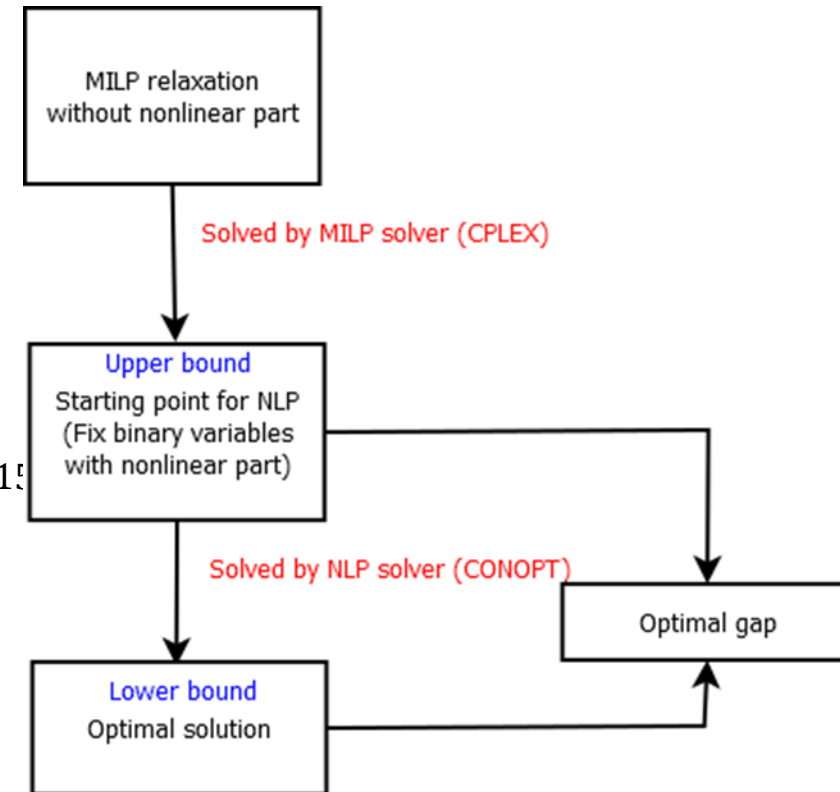 MILP relaxation
without nonlinear part
Solved by MILP solver (CPLEX)
Upper bound
Starting point for NLP
(Fix binary variables
with nonlinear part)
Solved by NLP solver (CONOPT)
Optimal gap
Lower bound
Optimal solution